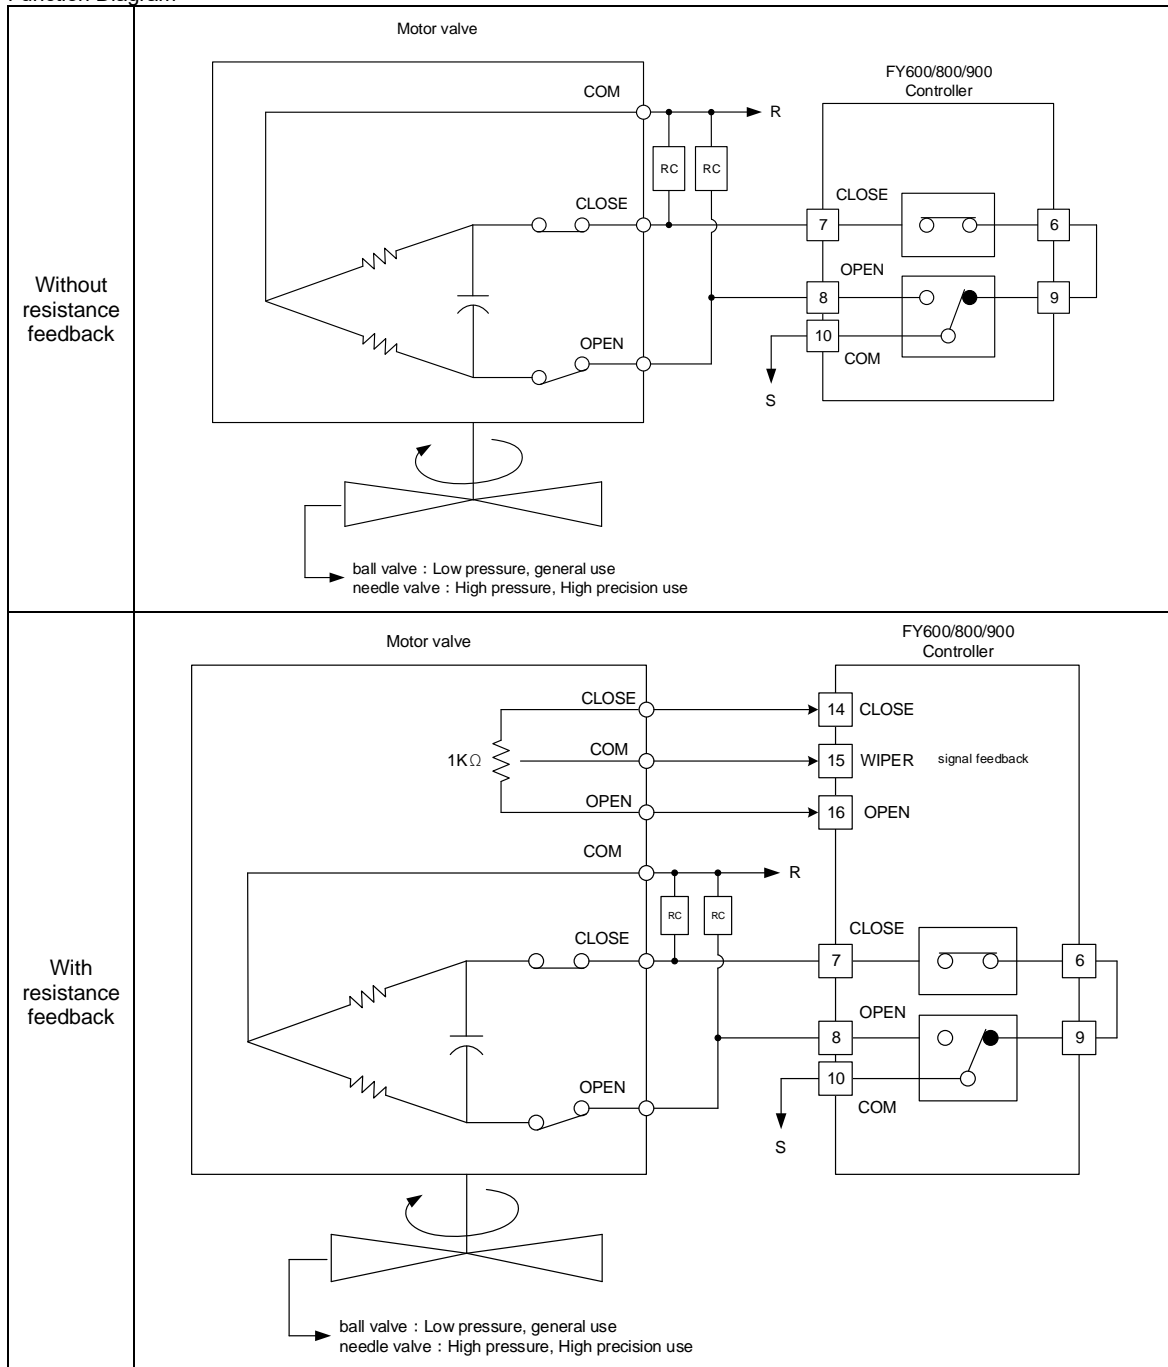 Function Diagram
Without
resistance
feedback
Motor valve
FY600/800/900
Controller
COM
R
RC
RC
CLOSE
7
CLOSE
6
OPEN
8
9
10
COM
OPEN
S
ball valve：Low pressure, general use
needle valve：High pressure, High precision use
With
resistance
feedback
Motor valve
FY600/800/900
Controller
CLOSE
14
CLOSE
1KΩ
COM
15
WIPER
signal feedback
OPEN
16
OPEN
COM
R
RC
RC
CLOSE
7
CLOSE
6
OPEN
8
9
10
COM
OPEN
S
ball valve：Low pressure, general use
needle valve：High pressure, High precision use